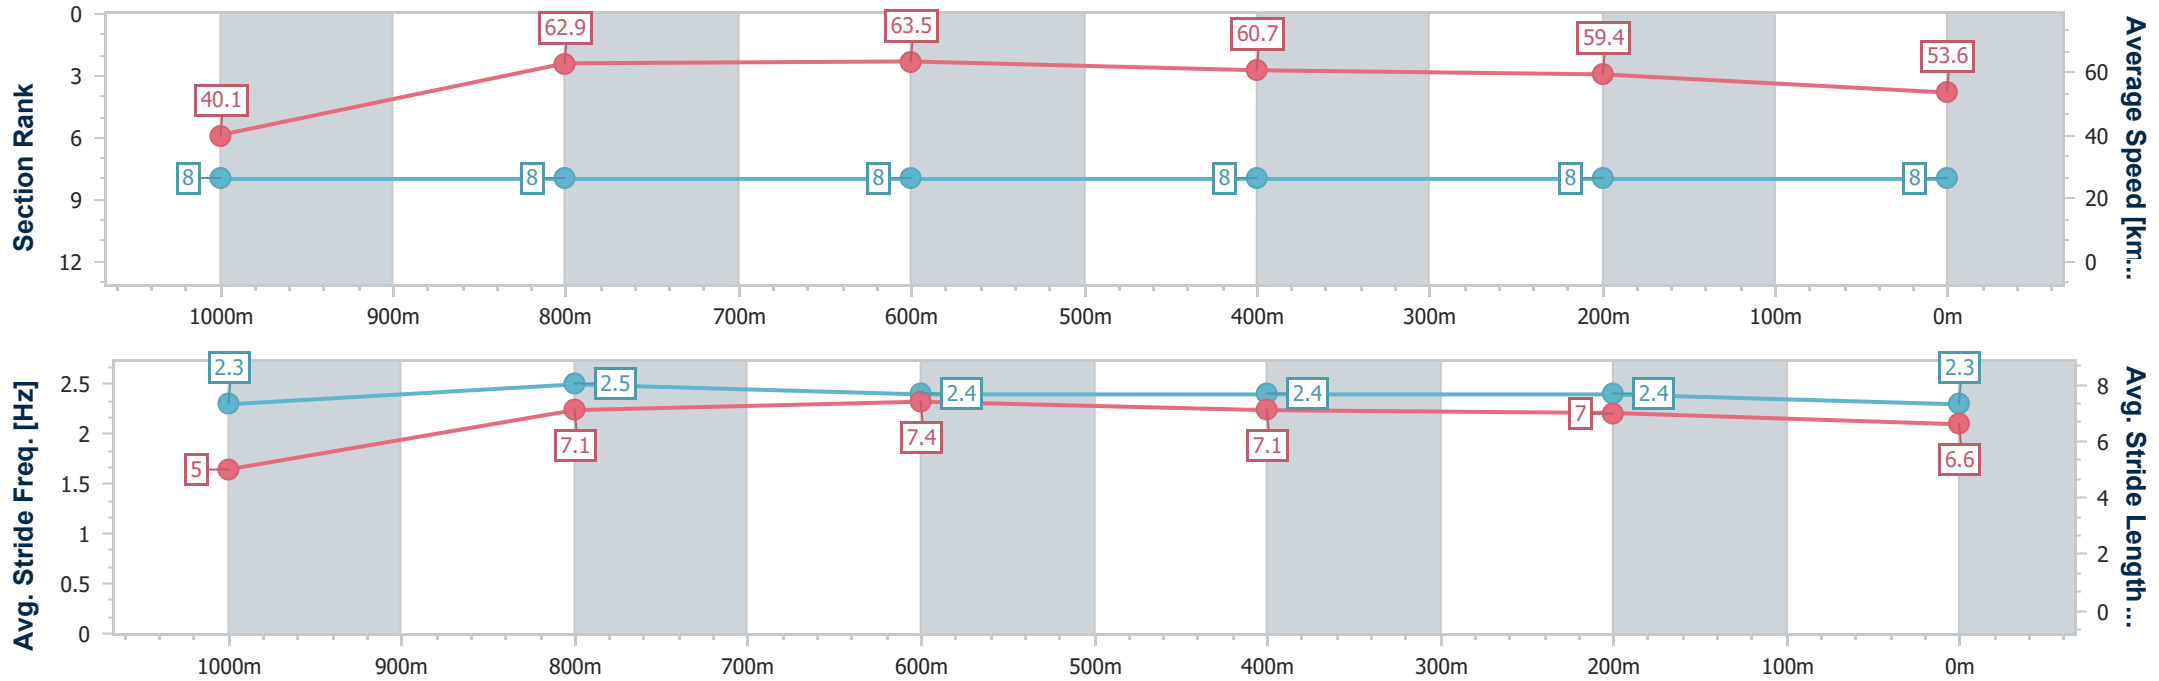 Section Rank
0
3
6
9
12
40.1
62.9
63.5
60.7
59.4
53.6
8
8
8
8
8
8
Average Speed [km...
60
40
20
0
1000m
900m
800m
700m
600m
500m
400m
300m
200m
100m
0m
Avg. Stride Freq. [Hz]
2.5
2
1.5
1
0.5
0
2.3
2.5
2.4
2.4
2.4
2.3
5
7.1
7.4
7.1
7
6.6
Avg. Stride Length...
8
6
4
2
0
1000m
900m
800m
700m
600m
500m
400m
300m
200m
100m
0m